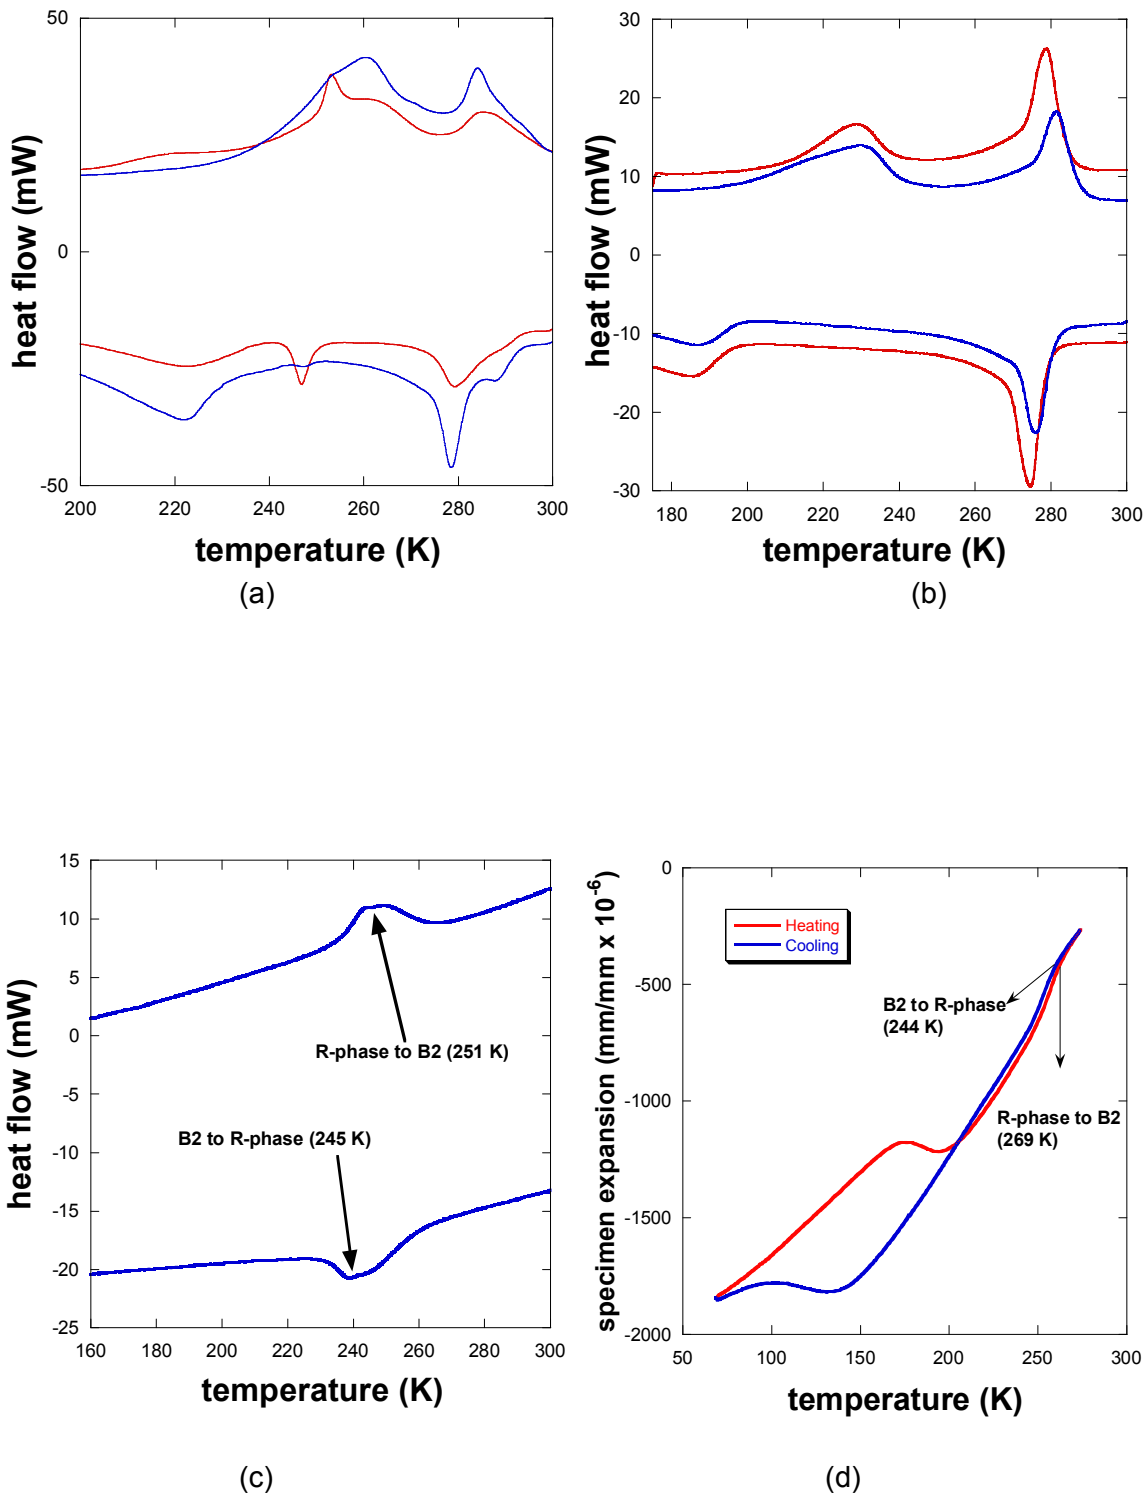 50
0
-50
heat flow (mW)
200
220
240
260
280
300
temperature (K)
(a)
30
20
10
0
-10
-20
-30
heat flow (mW)
180
200
220
240
260
280
300
temperature (K)
(b)
15
10
5
0
-5
-10
-15
-20
-25
heat flow (mW)
R-phase to B2 (251 K)
B2 to R-phase (245 K)
160
180
200
220
240
260
280
300
temperature (K)
(c)
0
-500
-1000
-1500
-2000
specimen expansion (mm/mm x 10-6)
Heating
Cooling
B2 to R-phase
(244 K)
R-phase to B2
(269 K)
50
100
150
200
250
300
temperature (K)
(d)